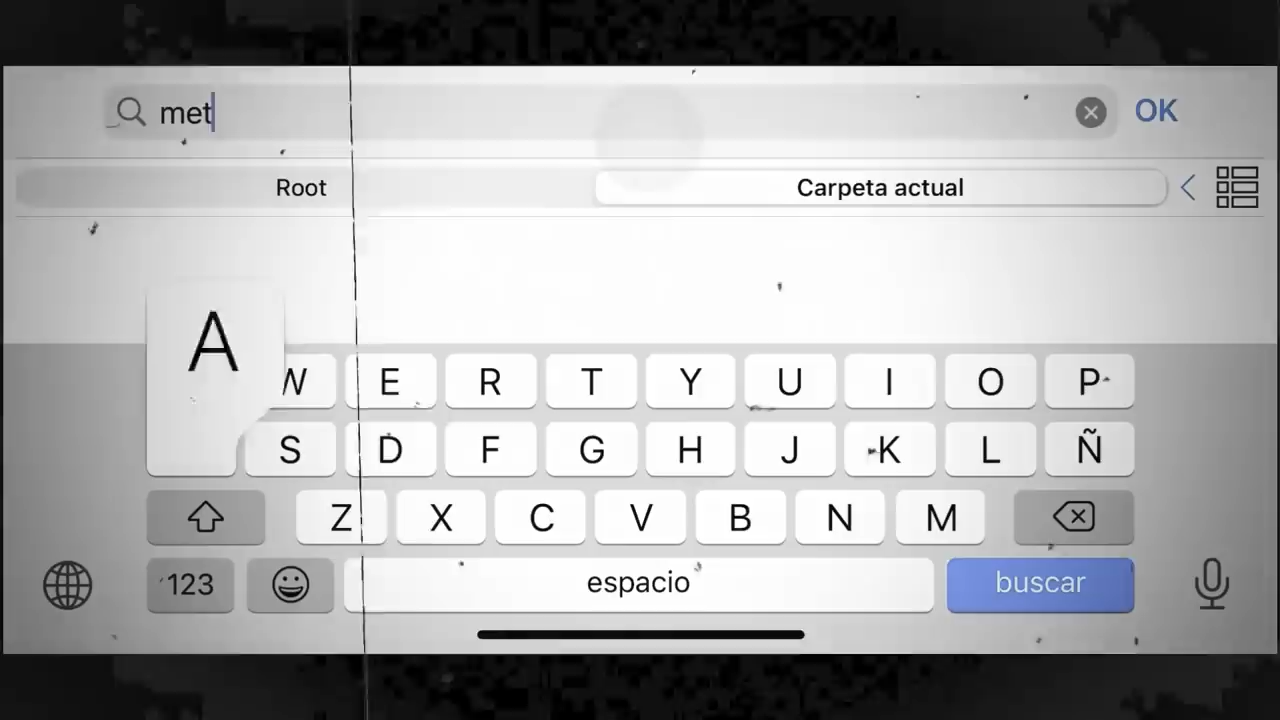 met
OK
Root
Carpeta actual
A
W E R T Y U I O P
S D F G H J K L Ñ
Z X C V B N M
123
espacio
buscar